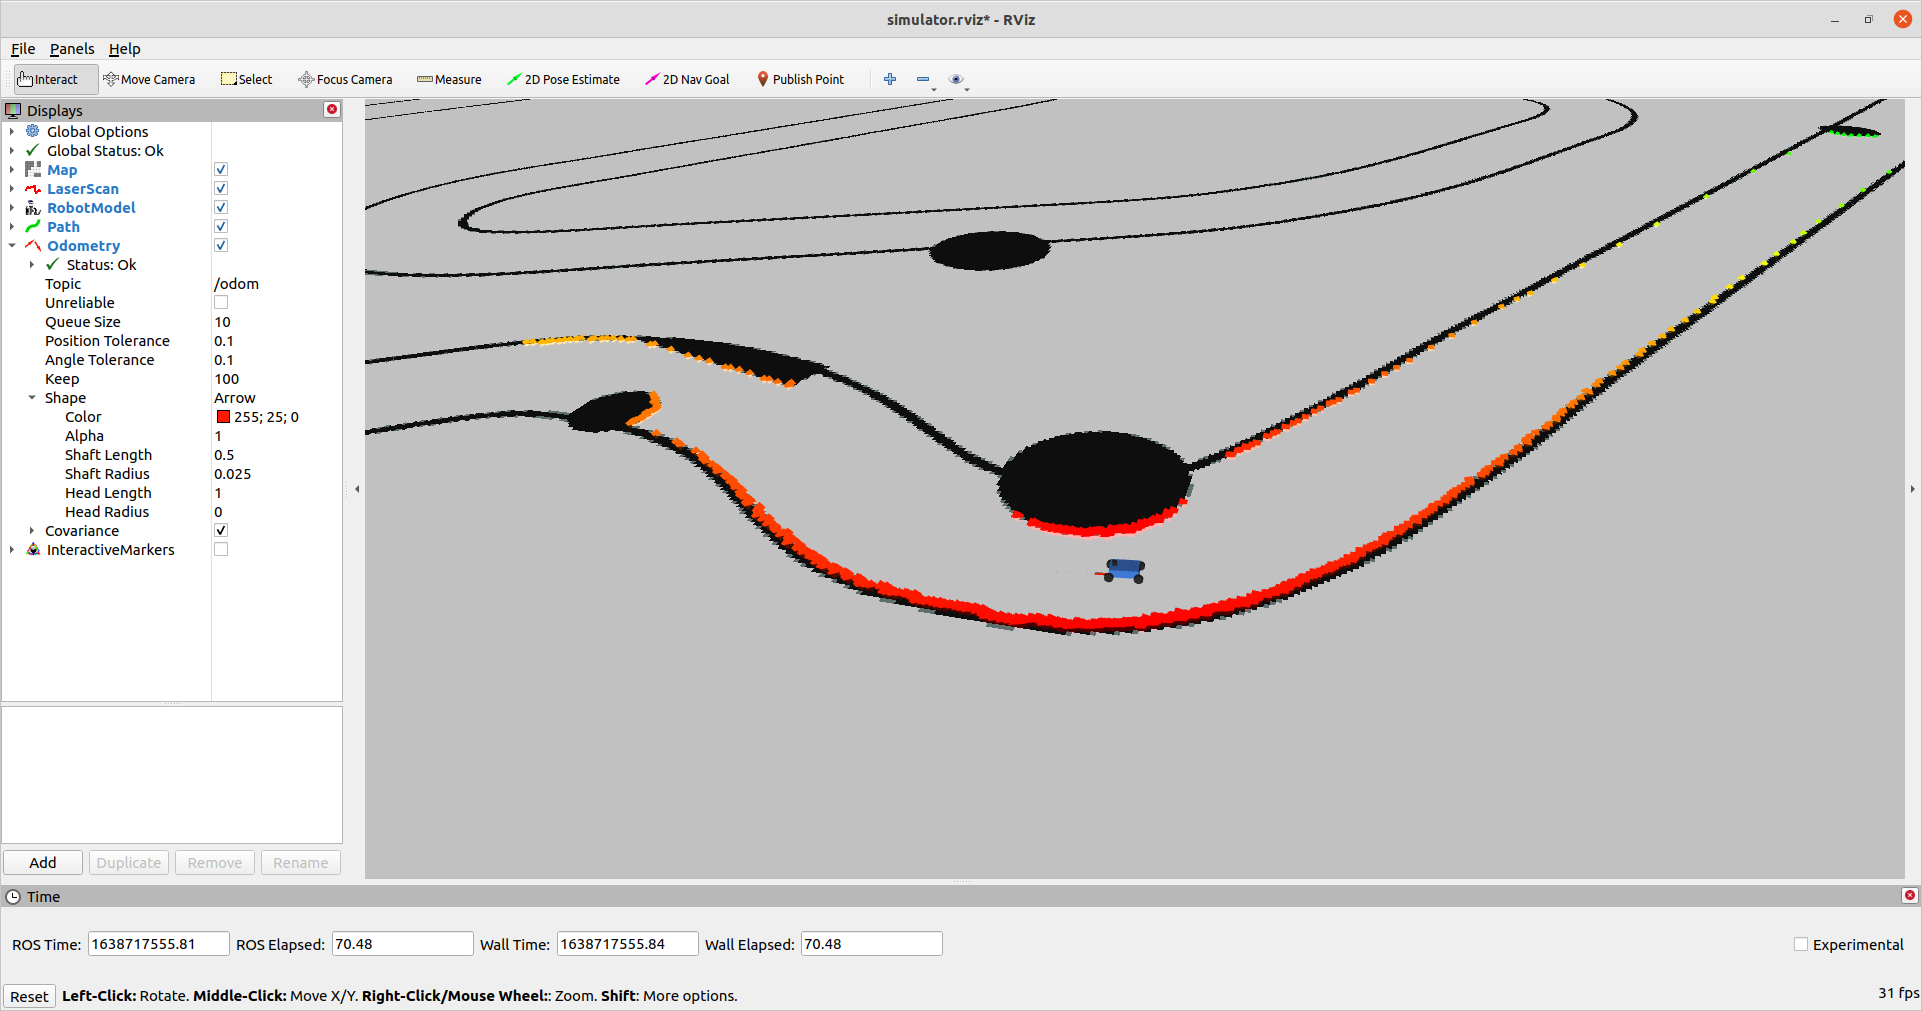 simulator.rviz* - RViz
File Panels Help
Interact Move Camera Select Focus Camera Measure 2D Pose Estimate 2D Nav Goal Publish Point
Displays
Global Options
Global Status: Ok
Map
LaserScan
RobotModel
Path
Odometry
Status: Ok
Topic /odom
Unreliable
Queue Size 10
Position Tolerance 0.1
Angle Tolerance 0.1
Keep 100
Shape Arrow
Color 255; 25; 0
Alpha 1
Shaft Length 0.5
Shaft Radius 0.025
Head Length 1
Head Radius 0
Covariance
InteractiveMarkers
Add Duplicate Remove Rename
Time
ROS Time: 1638717555.81 ROS Elapsed: 70.48 Wall Time: 1638717555.84 Wall Elapsed: 70.48 Experimental
Reset Left-Click: Rotate. Middle-Click: Move X/Y. Right-Click/Mouse Wheel:: Zoom. Shift: More options. 31 fps